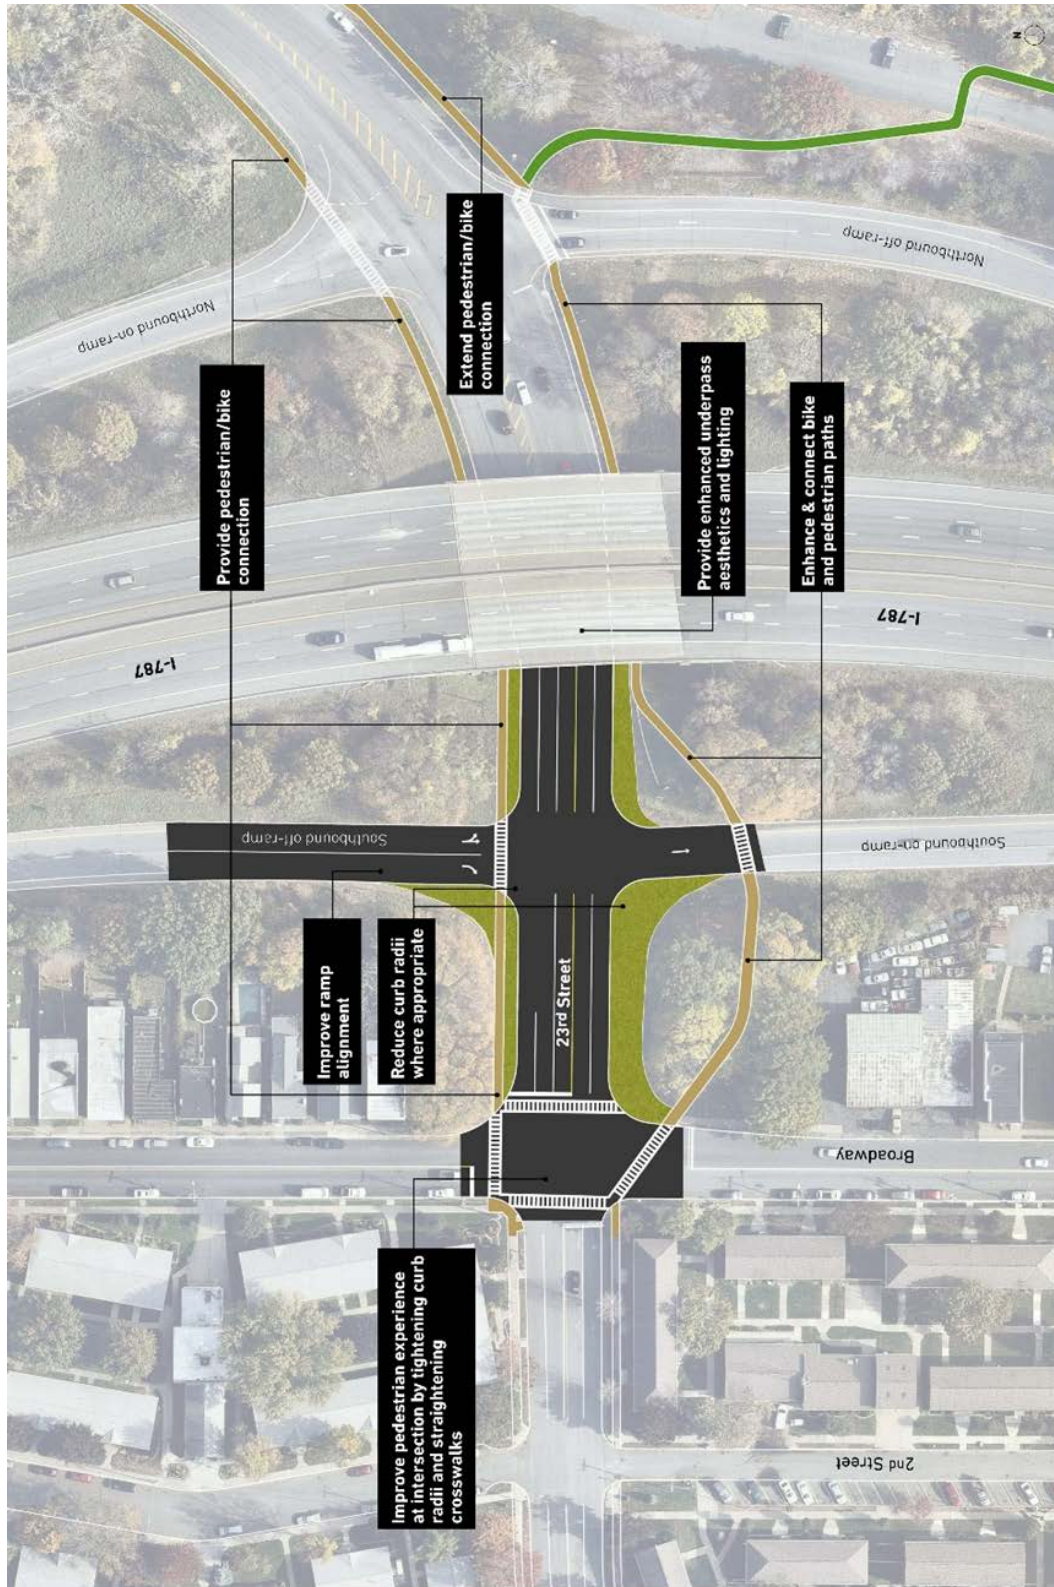 N
Northbound on-ramp
Provide pedestrian/bike
connection
Extend pedestrian/bike
connection
Northbound off-ramp
Provide enhanced underpass
aesthetics and lighting
Enhance & connect bike
and pedestrian paths
I-787
I-787
Southbound off-ramp
Southbound on-ramp
Improve ramp
alignment
Reduce curb radii
where appropriate
23rd Street
Broadway
Improve pedestrian experience
at intersection by tightening curb
radii and straightening
crosswalks
2nd Street